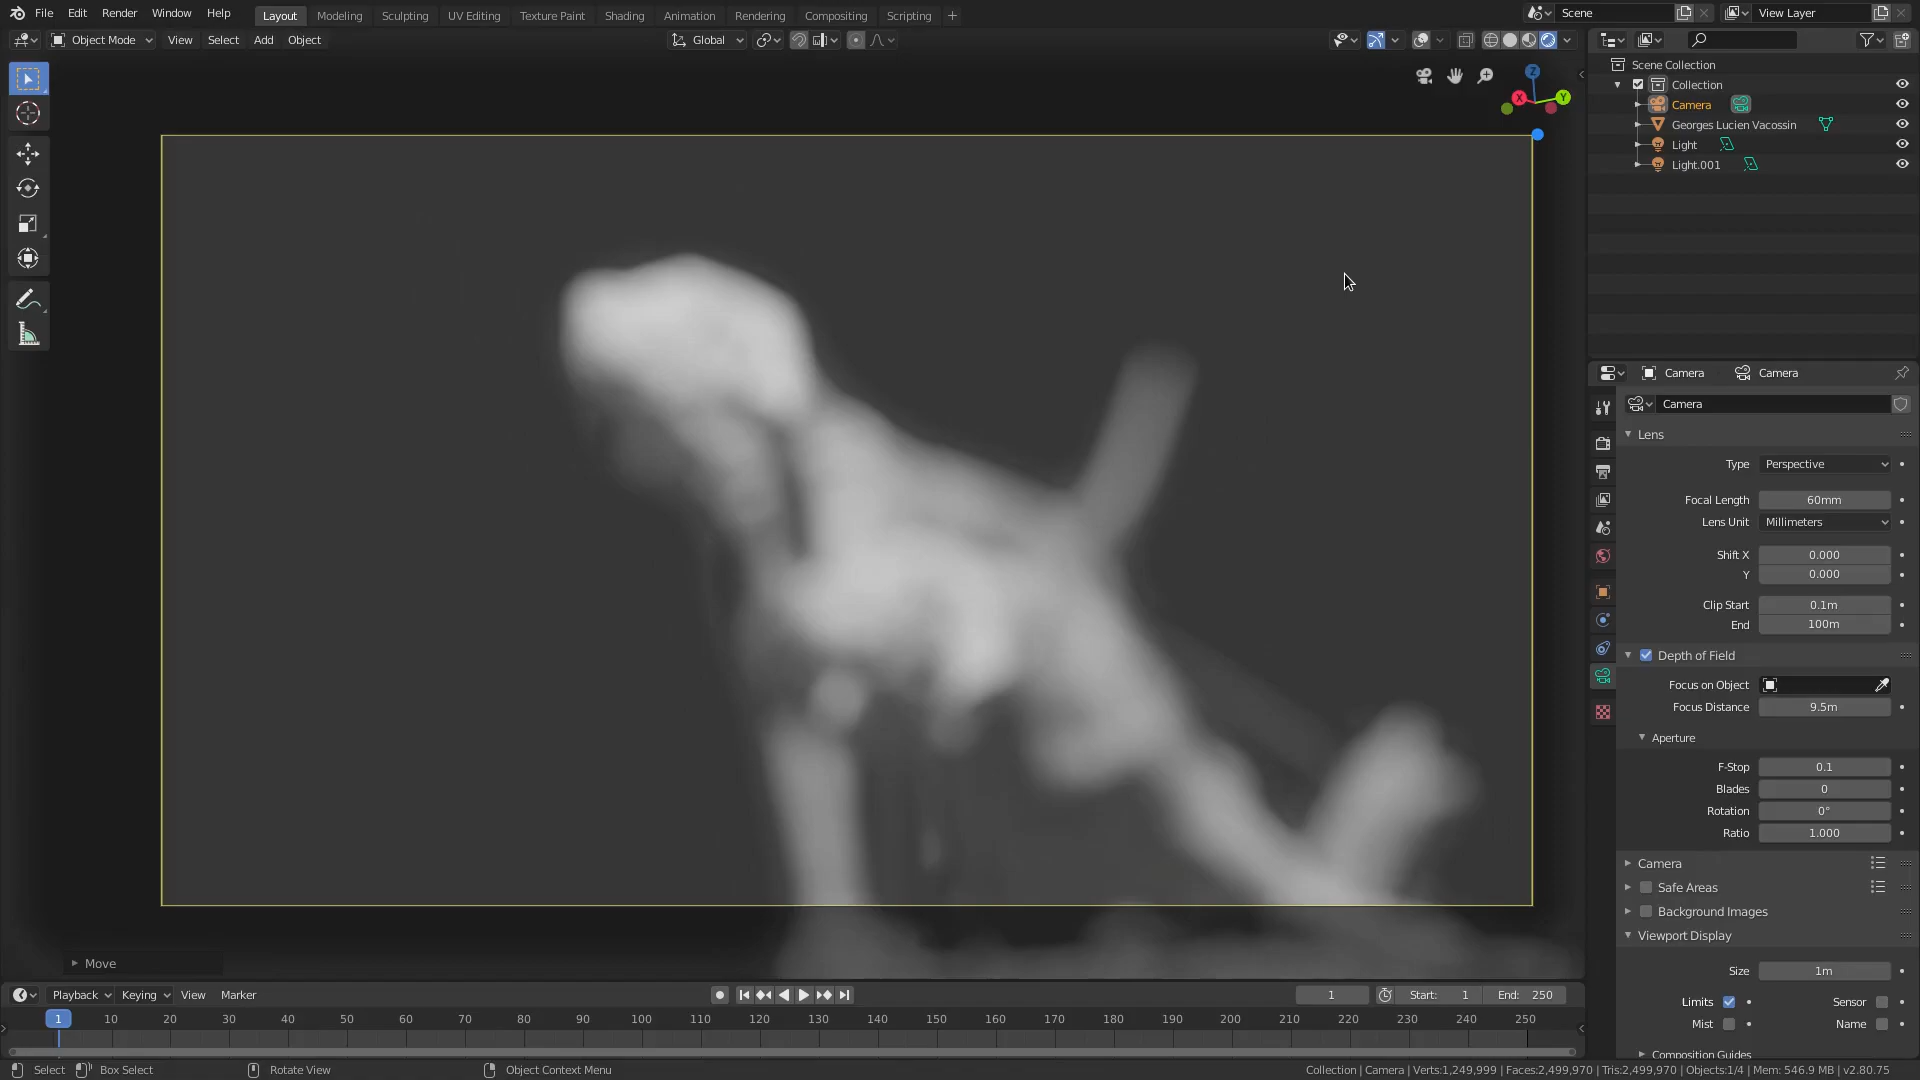 File Edit Render Window Help Layout Modeling Sculpting UV Editing Texture Paint Shading Animation Rendering Compositing Scripting + Scene View Layer
Object Mode View Select Add Object Global
Z
X Y
Scene Collection
Collection
Camera
Georges Lucien Vacossin
Light
Light.001
Camera Camera
Camera
Lens
Type Perspective
Focal Length 60mm
Lens Unit Millimeters
Shift X 0.000
Y 0.000
Clip Start 0.1m
End 100m
Depth of Field
Focus on Object
Focus Distance 9.5m
Aperture
F-Stop 0.1
Blades 0
Rotation 0°
Ratio 1.000
Camera
Safe Areas
Background Images
Viewport Display
Size 1m
Limits Sensor
Mist Name
Composition Guides
Move
Playback Keying View Marker 1 Start: 1 End: 250
1 10 20 30 40 50 60 70 80 90 100 110 120 130 140 150 160 170 180 190 200 210 220 230 240 250
Select Box Select Rotate View Object Context Menu Collection | Camera | Verts:1,249,999 | Faces:2,499,970 | Tris:2,499,970 | Objects:1/4 | Mem: 546.9 MB | v2.80.75